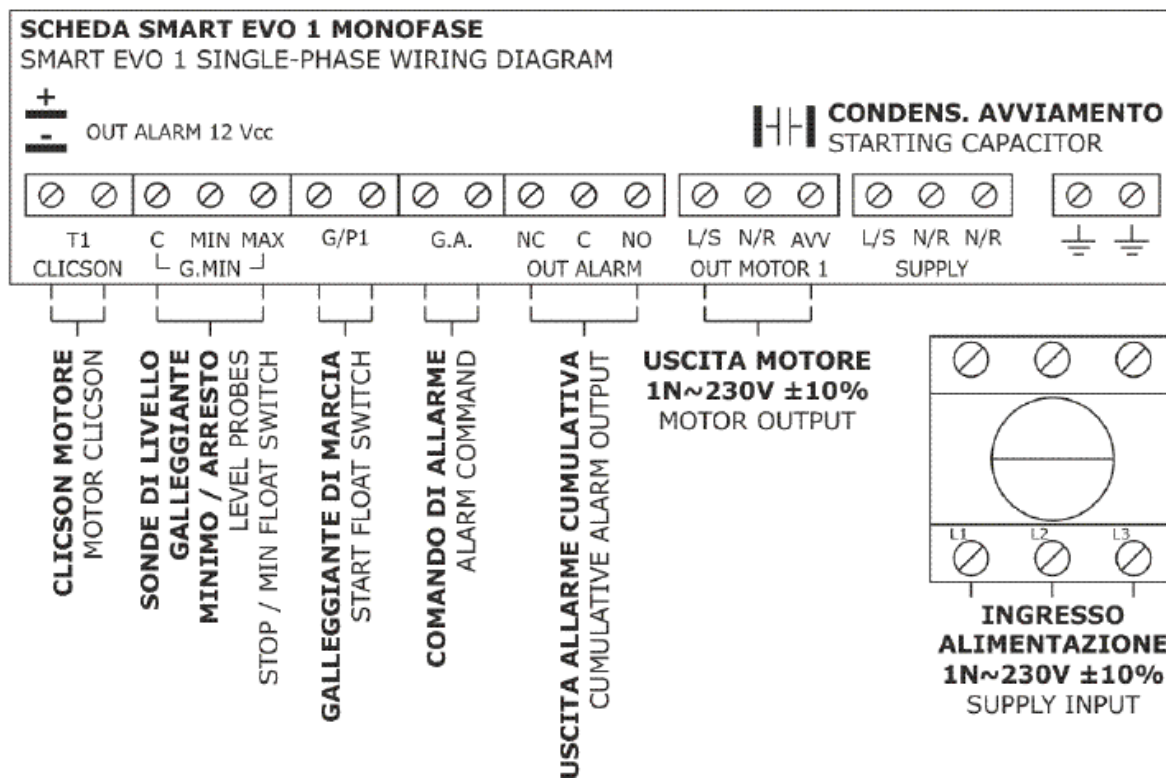 SCHEDA SMART EVO 1 MONOFASE
SMART EVO 1 SINGLE-PHASE WIRING DIAGRAM
+
-
OUT ALARM 12 Vcc
CONDENS. AVVIAMENTO
STARTING CAPACITOR
T1 C MIN MAX G/P1 G.A. NC C NO L/S N/R AVV L/S N/R N/R
CLICSON G.MIN OUT ALARM OUT MOTOR 1 SUPPLY
CLICSON MOTORE
MOTOR CLICSON
SONDE DI LIVELLO
GALLEGGIANTE
MINIMO / ARRESTO
LEVEL PROBES
STOP / MIN FLOAT SWITCH
GALLEGGIANTE DI MARCIA
START FLOAT SWITCH
COMANDO DI ALLARME
ALARM COMMAND
USCITA ALLARME CUMULATIVA
CUMULATIVE ALARM OUTPUT
USCITA MOTORE
1N~230V ±10%
MOTOR OUTPUT
L1 L2 L3
INGRESSO
ALIMENTAZIONE
1N~230V ±10%
SUPPLY INPUT